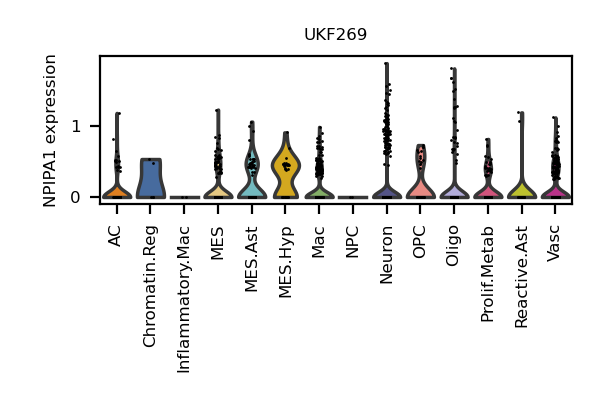 UKF269
NPIPA1 expression
1
0
AC
Chromatin.Reg
Inflammatory.Mac
MES
MES.Ast
MES.Hyp
Mac
NPC
Neuron
OPC
Oligo
Prolif.Metab
Reactive.Ast
Vasc